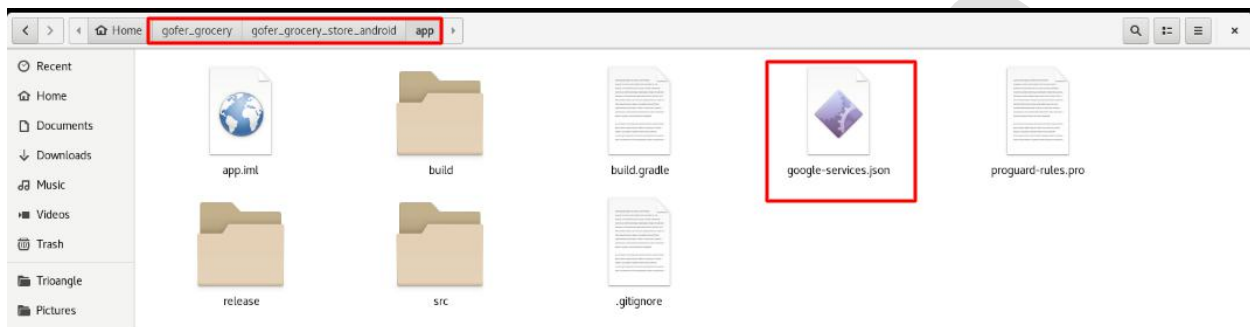 Home gofer_grocery gofer_grocery_store_android app
Recent
Home
Documents
Downloads
Music
Videos
Trash
Trioangle
Pictures
app.iml build build.gradle google-services.json proguard-rules.pro
release src .gitignore